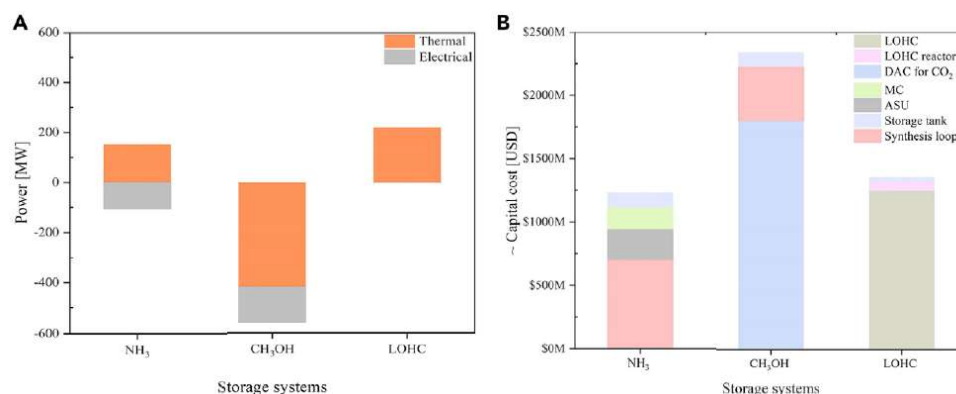 A
600
400
200
0
-200
-400
-600
Power [MW]
Thermal
Electrical
NH₃
CH₃OH
LOHC
Storage systems
B
$2500M
$2000M
$1500M
$1000M
$500M
$0M
~ Capital cost [USD]
LOHC
LOHC reactor
DAC for CO₂
MC
ASU
Storage tank
Synthesis loop
NH₃
CH₃OH
LOHC
Storage systems